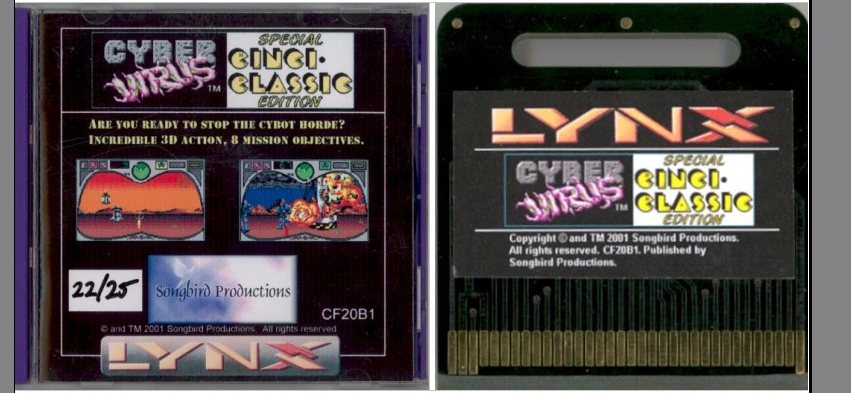 CYBER
VIRUS TM
SPECIAL
CINCI-
CLASSIC
EDITION
ARE YOU READY TO STOP THE CYBOT HORDE?
INCREDIBLE 3D ACTION, 8 MISSION OBJECTIVES.
22/25
Songbird Productions
CF20B1
© and TM 2001 Songbird Productions. All rights reserved
LYNX
LYNX
CYBER
VIRUS TM
SPECIAL
CINCI-
CLASSIC
EDITION
Copyright © and TM 2001 Songbird Productions.
All rights reserved. CF20B1. Published by
Songbird Productions.